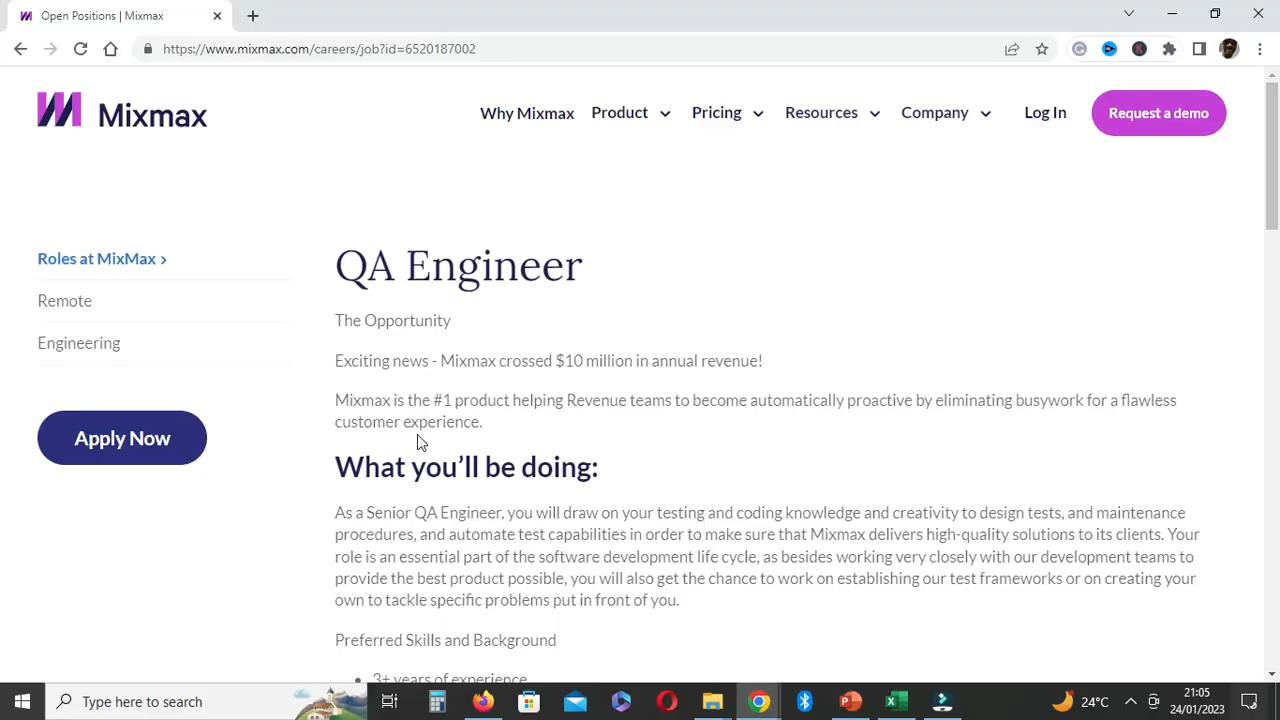 Open Positions | Mixmax
https://www.mixmax.com/careers/job?id=6520187002
Mixmax
Why Mixmax
Product
Pricing
Resources
Company
Log In
Request a demo
Roles at MixMax >
Remote
Engineering
Apply Now
QA Engineer
The Opportunity
Exciting news - Mixmax crossed $10 million in annual revenue!
Mixmax is the #1 product helping Revenue teams to become automatically proactive by eliminating busywork for a flawless
customer experience.
What you’ll be doing:
As a Senior QA Engineer, you will draw on your testing and coding knowledge and creativity to design tests, and maintenance
procedures, and automate test capabilities in order to make sure that Mixmax delivers high-quality solutions to its clients. Your
role is an essential part of the software development life cycle, as besides working very closely with our development teams to
provide the best product possible, you will also get the chance to work on establishing our test frameworks or on creating your
own to tackle specific problems put in front of you.
Preferred Skills and Background
3+ years of experience
Type here to search
24°C
21:05
24/01/2023